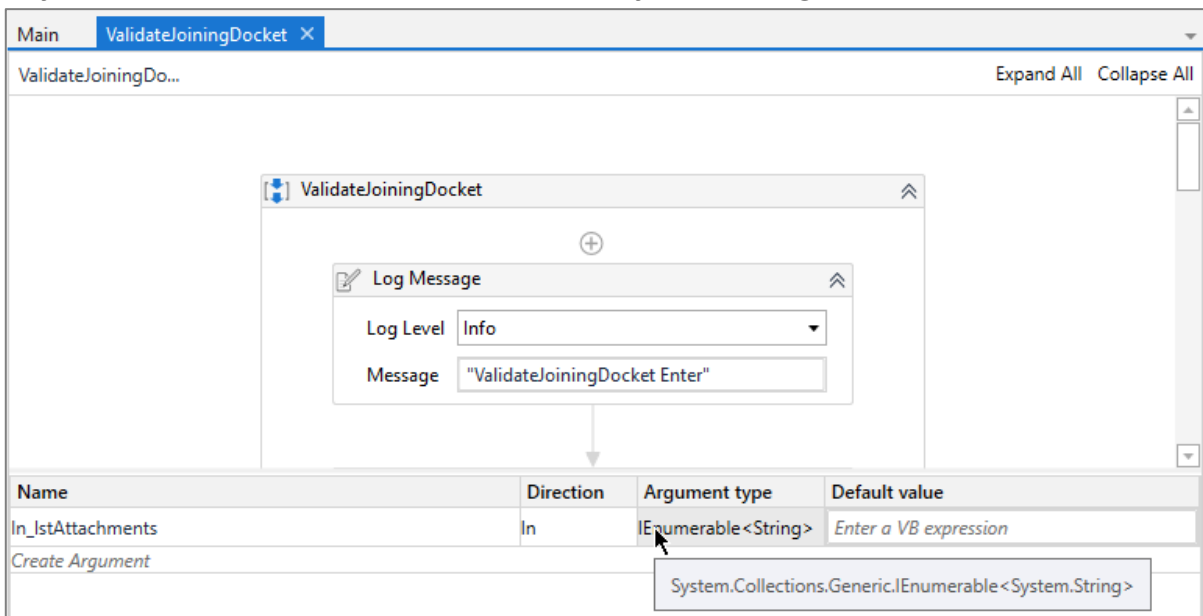 Main ValidateJoiningDocket ×
ValidateJoiningDo... Expand All Collapse All
ValidateJoiningDocket
Log Message
Log Level Info
Message "ValidateJoiningDocket Enter"
Name Direction Argument type Default value
In_lstAttachments In IEnumerable<String> Enter a VB expression
Create Argument
System.Collections.Generic.IEnumerable<System.String>